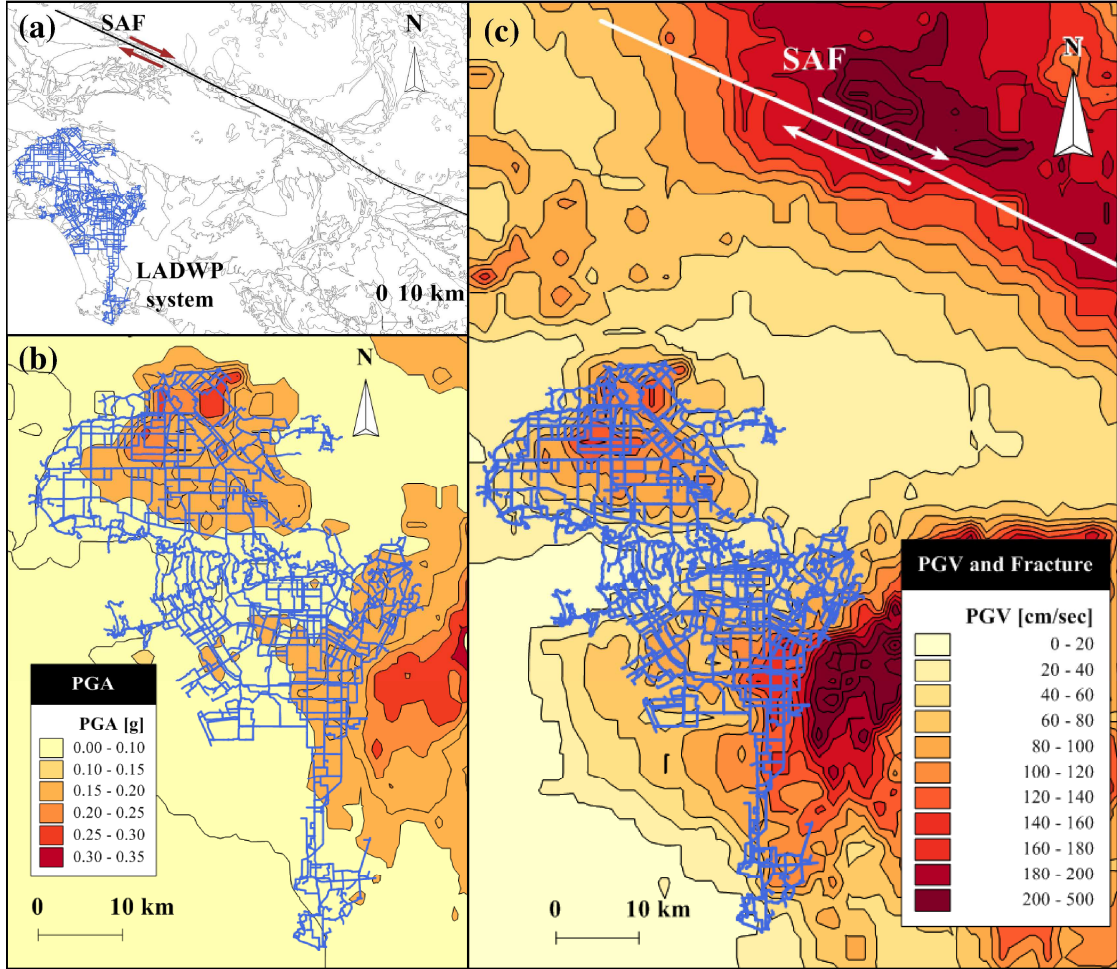 (a)
SAF
N
LADWP
system
0 10 km
(b)
N
PGA
PGA [g]
0.00 - 0.10
0.10 - 0.15
0.15 - 0.20
0.20 - 0.25
0.25 - 0.30
0.30 - 0.35
0 10 km
(c)
SAF
N
PGV and Fracture
PGV [cm/sec]
0 - 20
20 - 40
40 - 60
60 - 80
80 - 100
100 - 120
120 - 140
140 - 160
160 - 180
180 - 200
200 - 500
0 10 km